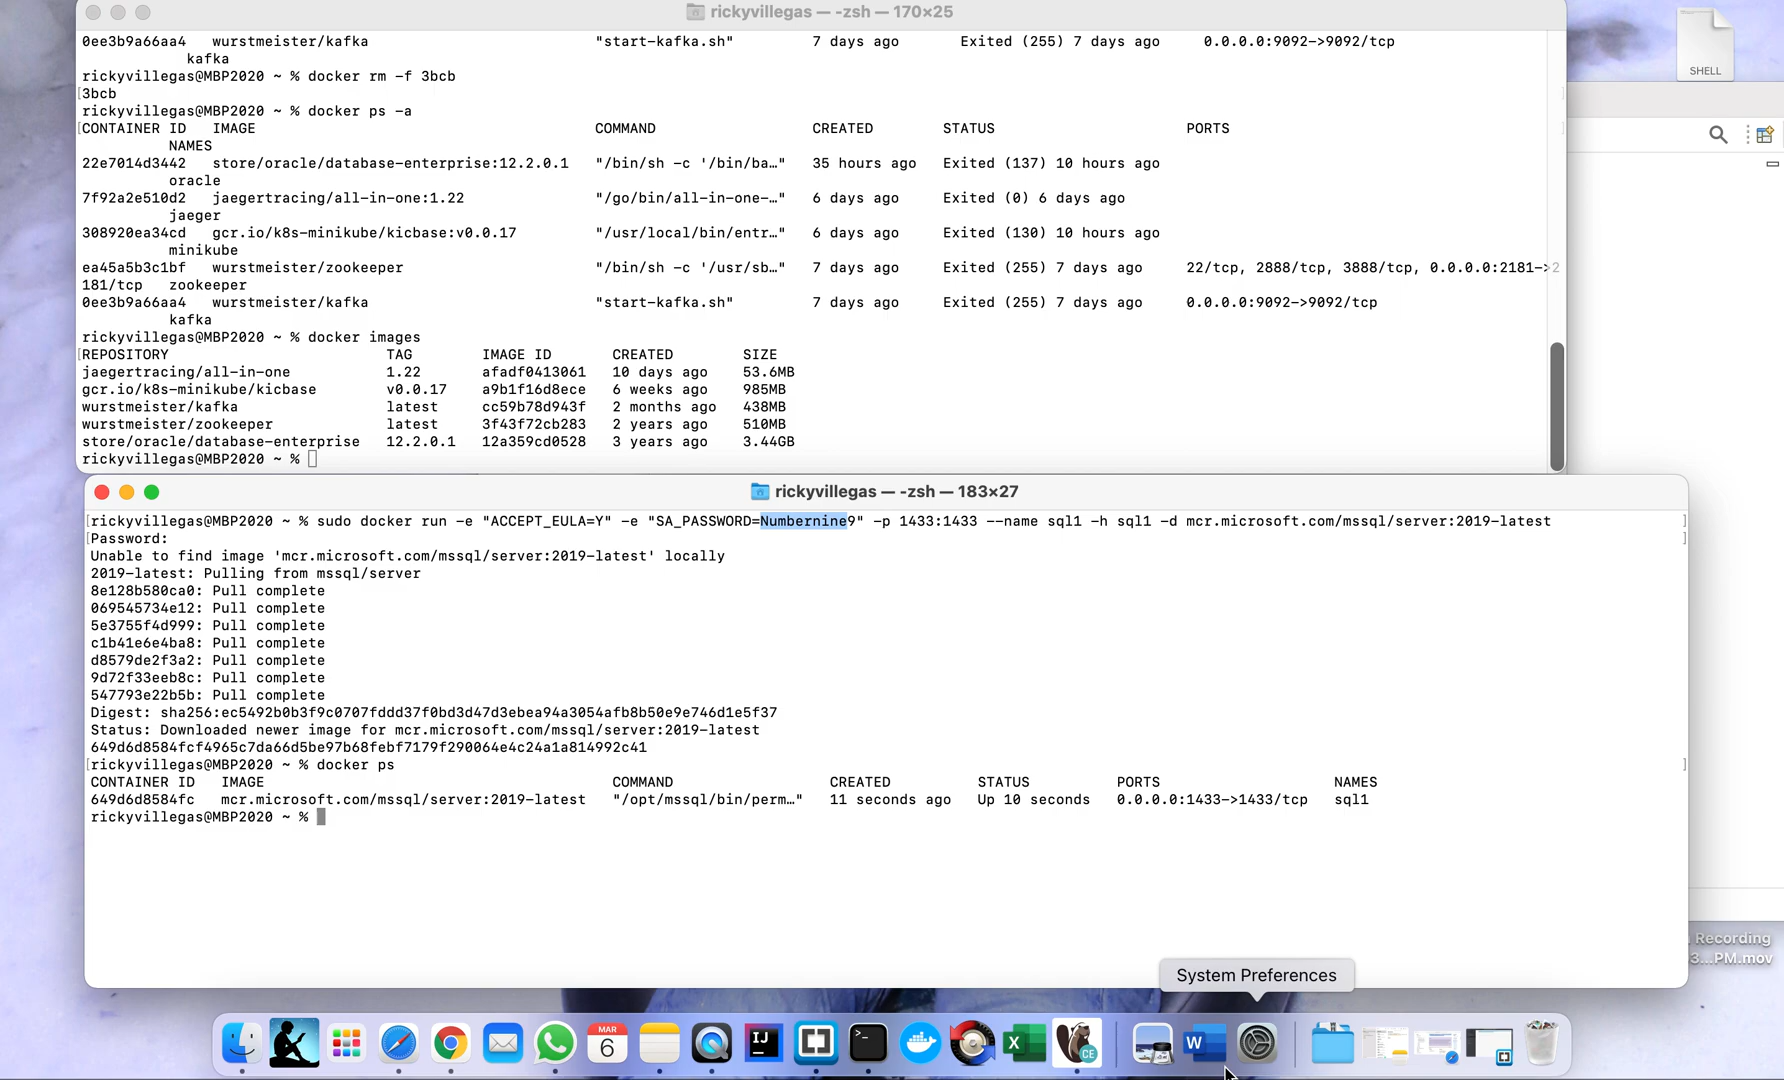 rickyvillegas — -zsh — 170×25
SHELL
0ee3b9a66aa4 wurstmeister/kafka "start-kafka.sh" 7 days ago Exited (255) 7 days ago 0.0.0.0:9092->9092/tcp
kafka
rickyvillegas@MBP2020 ~ % docker rm -f 3bcb
[3bcb
rickyvillegas@MBP2020 ~ % docker ps -a
[CONTAINER ID IMAGE COMMAND CREATED STATUS PORTS
NAMES
22e7014d3442 store/oracle/database-enterprise:12.2.0.1 "/bin/sh -c '/bin/ba…" 35 hours ago Exited (137) 10 hours ago
oracle
7f92a2e510d2 jaegertracing/all-in-one:1.22 "/go/bin/all-in-one-…" 6 days ago Exited (0) 6 days ago
jaeger
308920ea34cd gcr.io/k8s-minikube/kicbase:v0.0.17 "/usr/local/bin/entr…" 6 days ago Exited (130) 10 hours ago
minikube
ea45a5b3c1bf wurstmeister/zookeeper "/bin/sh -c '/usr/sb…" 7 days ago Exited (255) 7 days ago 22/tcp, 2888/tcp, 3888/tcp, 0.0.0.0:2181->2
181/tcp zookeeper
0ee3b9a66aa4 wurstmeister/kafka "start-kafka.sh" 7 days ago Exited (255) 7 days ago 0.0.0.0:9092->9092/tcp
kafka
rickyvillegas@MBP2020 ~ % docker images
[REPOSITORY TAG IMAGE ID CREATED SIZE
jaegertracing/all-in-one 1.22 afadf0413061 10 days ago 53.6MB
gcr.io/k8s-minikube/kicbase v0.0.17 a9b1f16d8ece 6 weeks ago 985MB
wurstmeister/kafka latest cc59b78d943f 2 months ago 438MB
wurstmeister/zookeeper latest 3f43f72cb283 2 years ago 510MB
store/oracle/database-enterprise 12.2.0.1 12a359cd0528 3 years ago 3.44GB
rickyvillegas@MBP2020 ~ %
rickyvillegas — -zsh — 183×27
[rickyvillegas@MBP2020 ~ % sudo docker run -e "ACCEPT_EULA=Y" -e "SA_PASSWORD=Numbernine9" -p 1433:1433 --name sql1 -h sql1 -d mcr.microsoft.com/mssql/server:2019-latest ]
[Password: ]
Unable to find image 'mcr.microsoft.com/mssql/server:2019-latest' locally
2019-latest: Pulling from mssql/server
8e128b580ca0: Pull complete
069545734e12: Pull complete
5e3755f4d999: Pull complete
c1b41e6e4ba8: Pull complete
d8579de2f3a2: Pull complete
9d72f33eeb8c: Pull complete
547793e22b5b: Pull complete
Digest: sha256:ec5492b0b3f9c0707fddd37f0bd3d47d3ebea94a3054afb8b50e9e746d1e5f37
Status: Downloaded newer image for mcr.microsoft.com/mssql/server:2019-latest
649d6d8584fcf4965c7da66d5be97b68febf7179f290064e4c24a1a814992c41
[rickyvillegas@MBP2020 ~ % docker ps ]
CONTAINER ID IMAGE COMMAND CREATED STATUS PORTS NAMES
649d6d8584fc mcr.microsoft.com/mssql/server:2019-latest "/opt/mssql/bin/perm…" 11 seconds ago Up 10 seconds 0.0.0.0:1433->1433/tcp sql1
rickyvillegas@MBP2020 ~ %
Recording
3...PM.mov
System Preferences
MAR
6
IJ
>_
X
CE
W